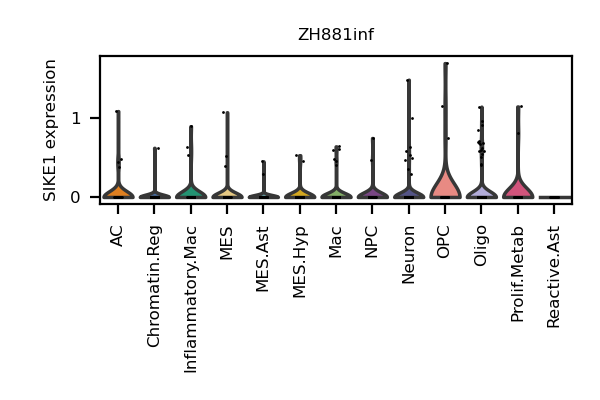 ZH881inf
SIKE1 expression
1
0
AC
Chromatin.Reg
Inflammatory.Mac
MES
MES.Ast
MES.Hyp
Mac
NPC
Neuron
OPC
Oligo
Prolif.Metab
Reactive.Ast